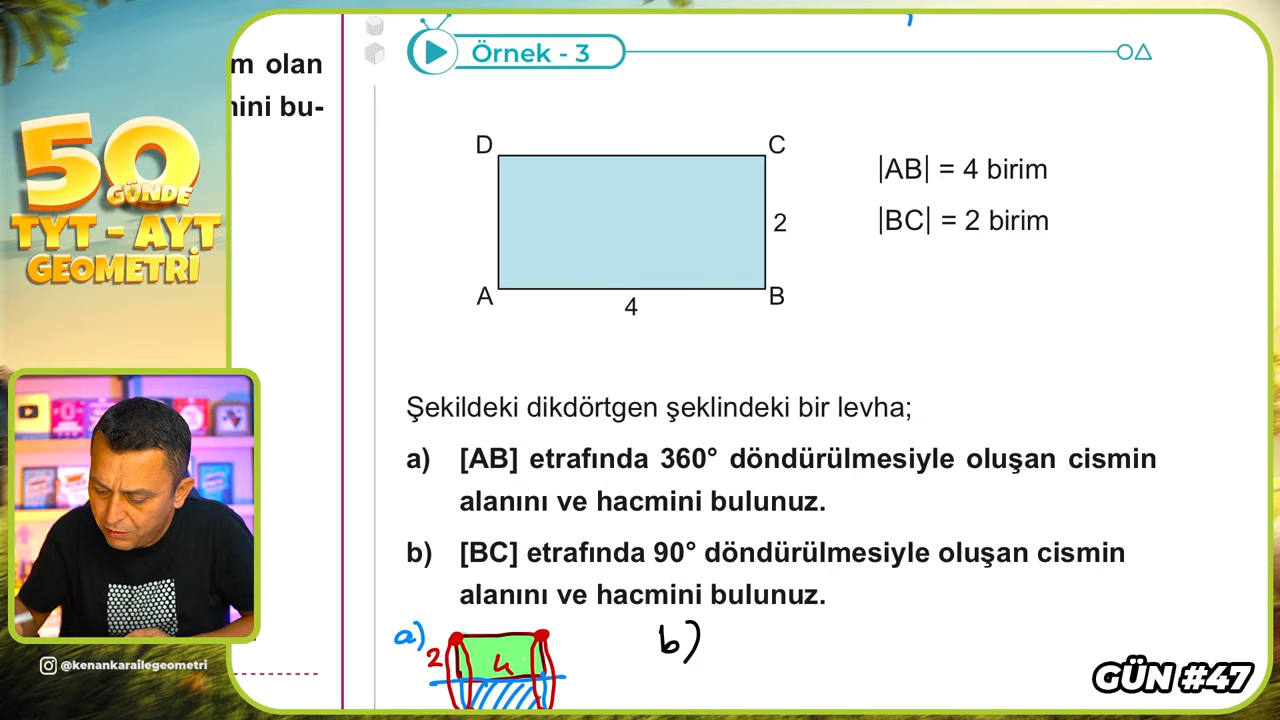 50
GÜNDE
TYT - AYT
GEOMETRİ
@kenankarailegeometri
m olan
ini bu-
Örnek - 3
D
C
2
A
B
4
|AB| = 4 birim
|BC| = 2 birim
Şekildeki dikdörtgen şeklindeki bir levha;
a) [AB] etrafında 360° döndürülmesiyle oluşan cismin
alanını ve hacmini bulunuz.
b) [BC] etrafında 90° döndürülmesiyle oluşan cismin
alanını ve hacmini bulunuz.
a)
2
4
b)
GÜN #47